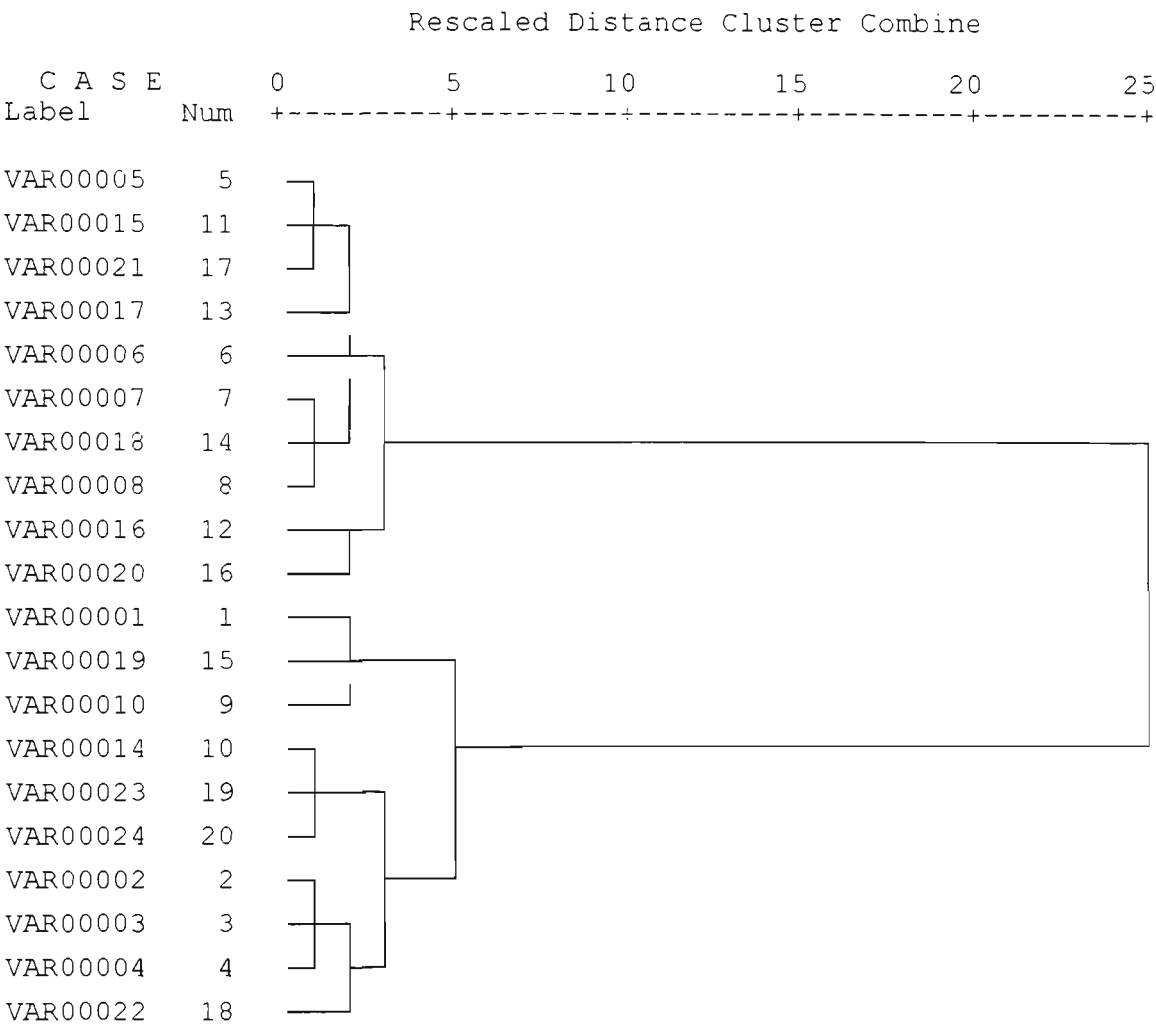 Rescaled Distance Cluster Combine
C A S E 0 5 10 15 20 25
Label Num +---------+---------+---------+---------+---------+
VAR00005 5
VAR00015 11
VAR00021 17
VAR00017 13
VAR00006 6
VAR00007 7
VAR00018 14
VAR00008 8
VAR00016 12
VAR00020 16
VAR00001 1
VAR00019 15
VAR00010 9
VAR00014 10
VAR00023 19
VAR00024 20
VAR00002 2
VAR00003 3
VAR00004 4
VAR00022 18